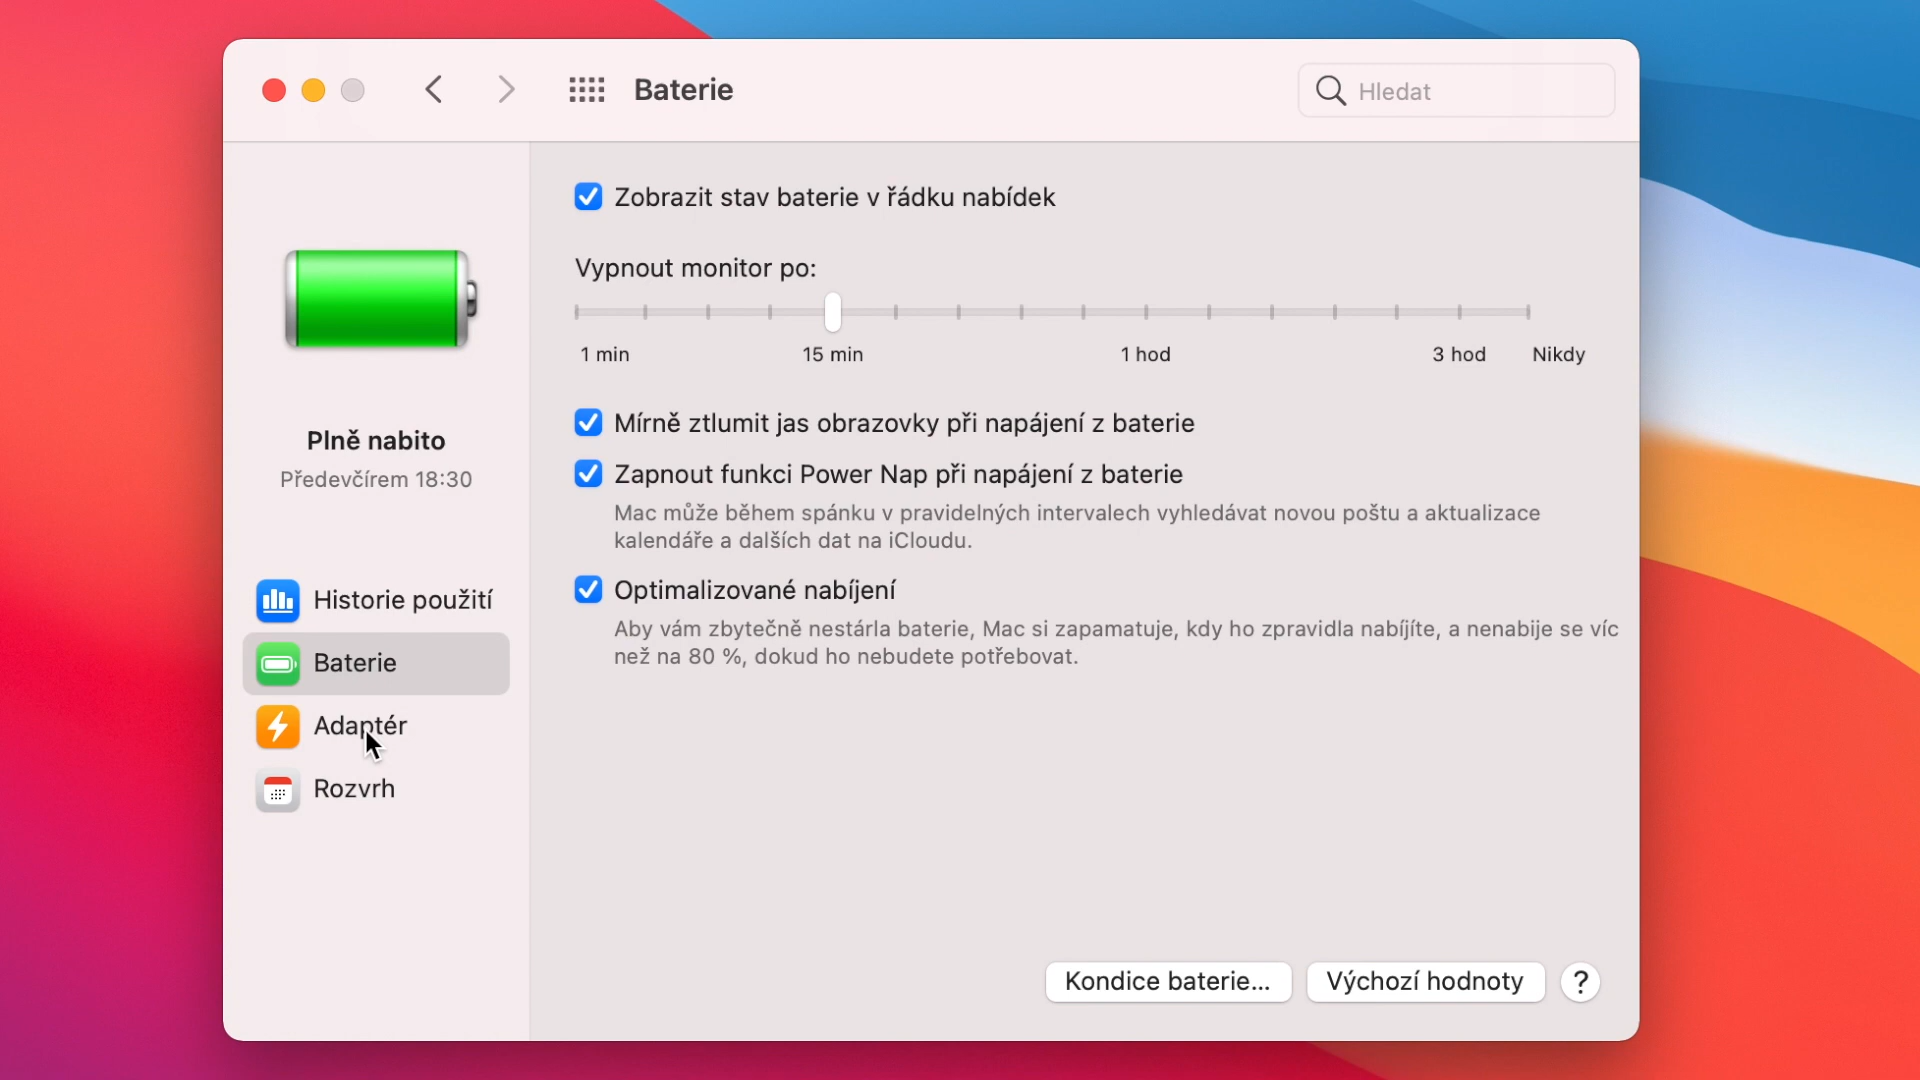 Baterie
Hledat
Zobrazit stav baterie v řádku nabídek
Vypnout monitor po:
1 min
15 min
1 hod
3 hod
Nikdy
Plně nabito
Předevčírem 18:30
Mírně ztlumit jas obrazovky při napájení z baterie
Zapnout funkci Power Nap při napájení z baterie
Mac může během spánku v pravidelných intervalech vyhledávat novou poštu a aktualizace
kalendáře a dalších dat na iCloudu.
Optimalizované nabíjení
Aby vám zbytečně nestárla baterie, Mac si zapamatuje, kdy ho zpravidla nabíjíte, a nenabije se víc
než na 80 %, dokud ho nebudete potřebovat.
Historie použití
Baterie
Adaptér
Rozvrh
Kondice baterie...
Výchozí hodnoty
?